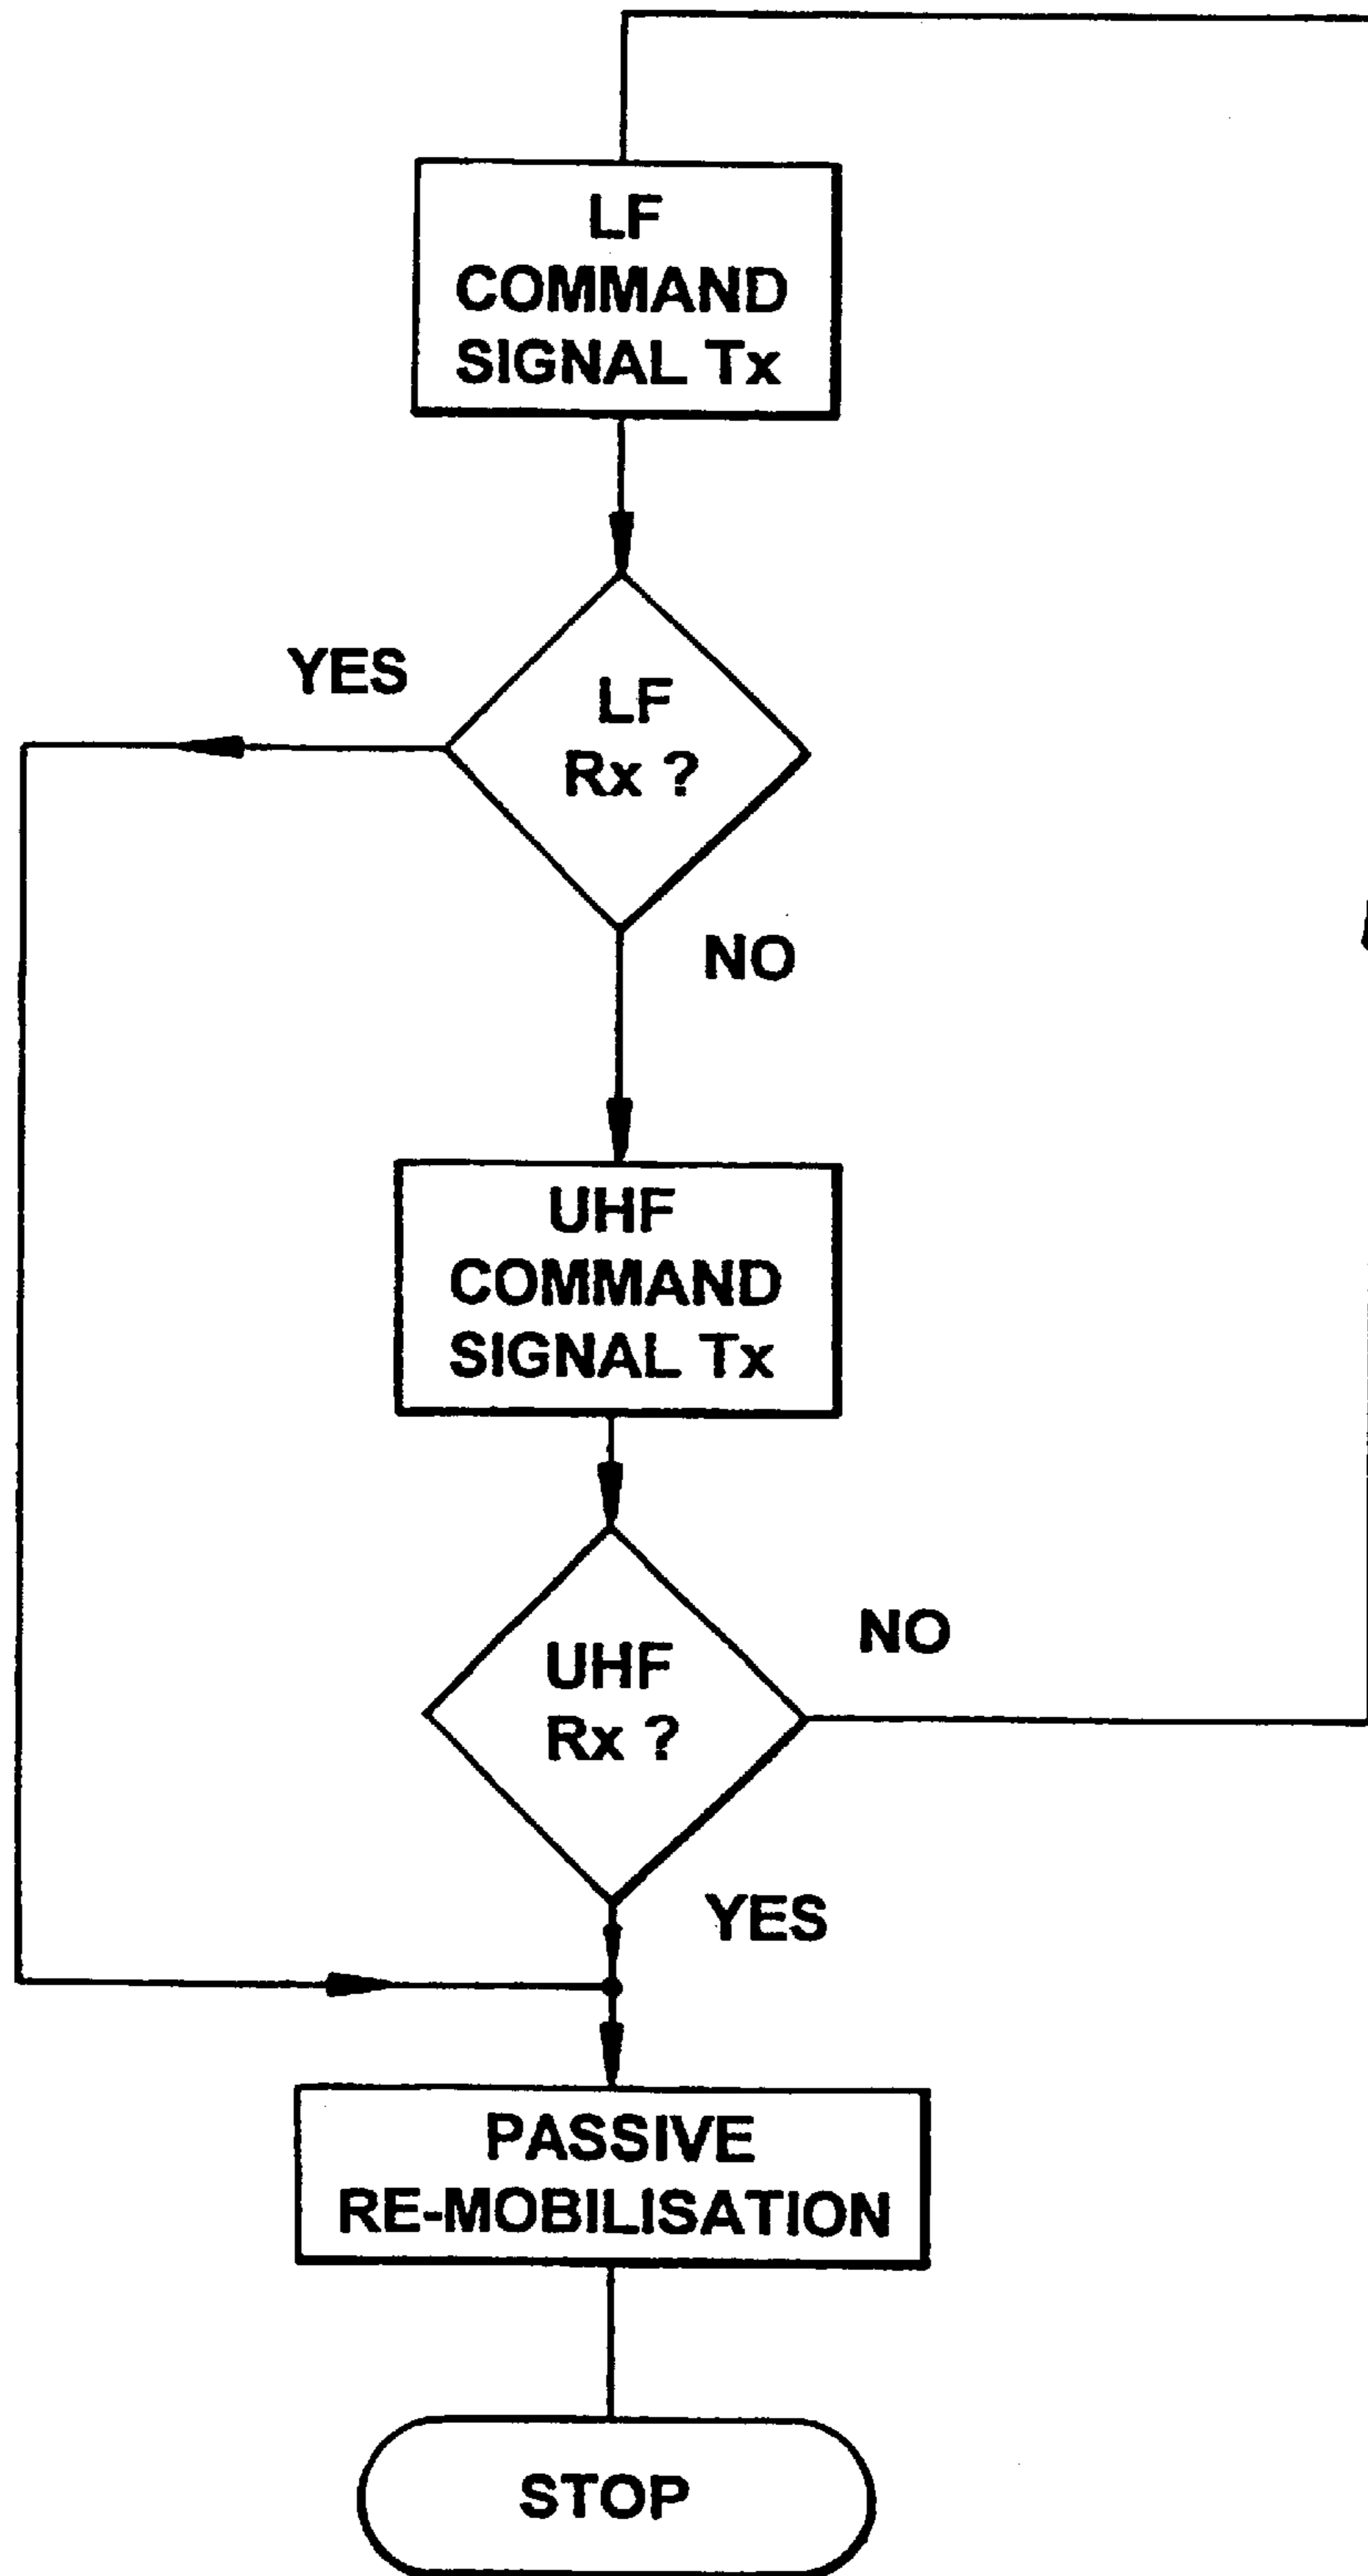 LF
COMMAND
SIGNAL Tx
YES
LF
Rx ?
NO
UHF
COMMAND
SIGNAL Tx
UHF
Rx ?
NO
YES
PASSIVE
RE-MOBILISATION
STOP